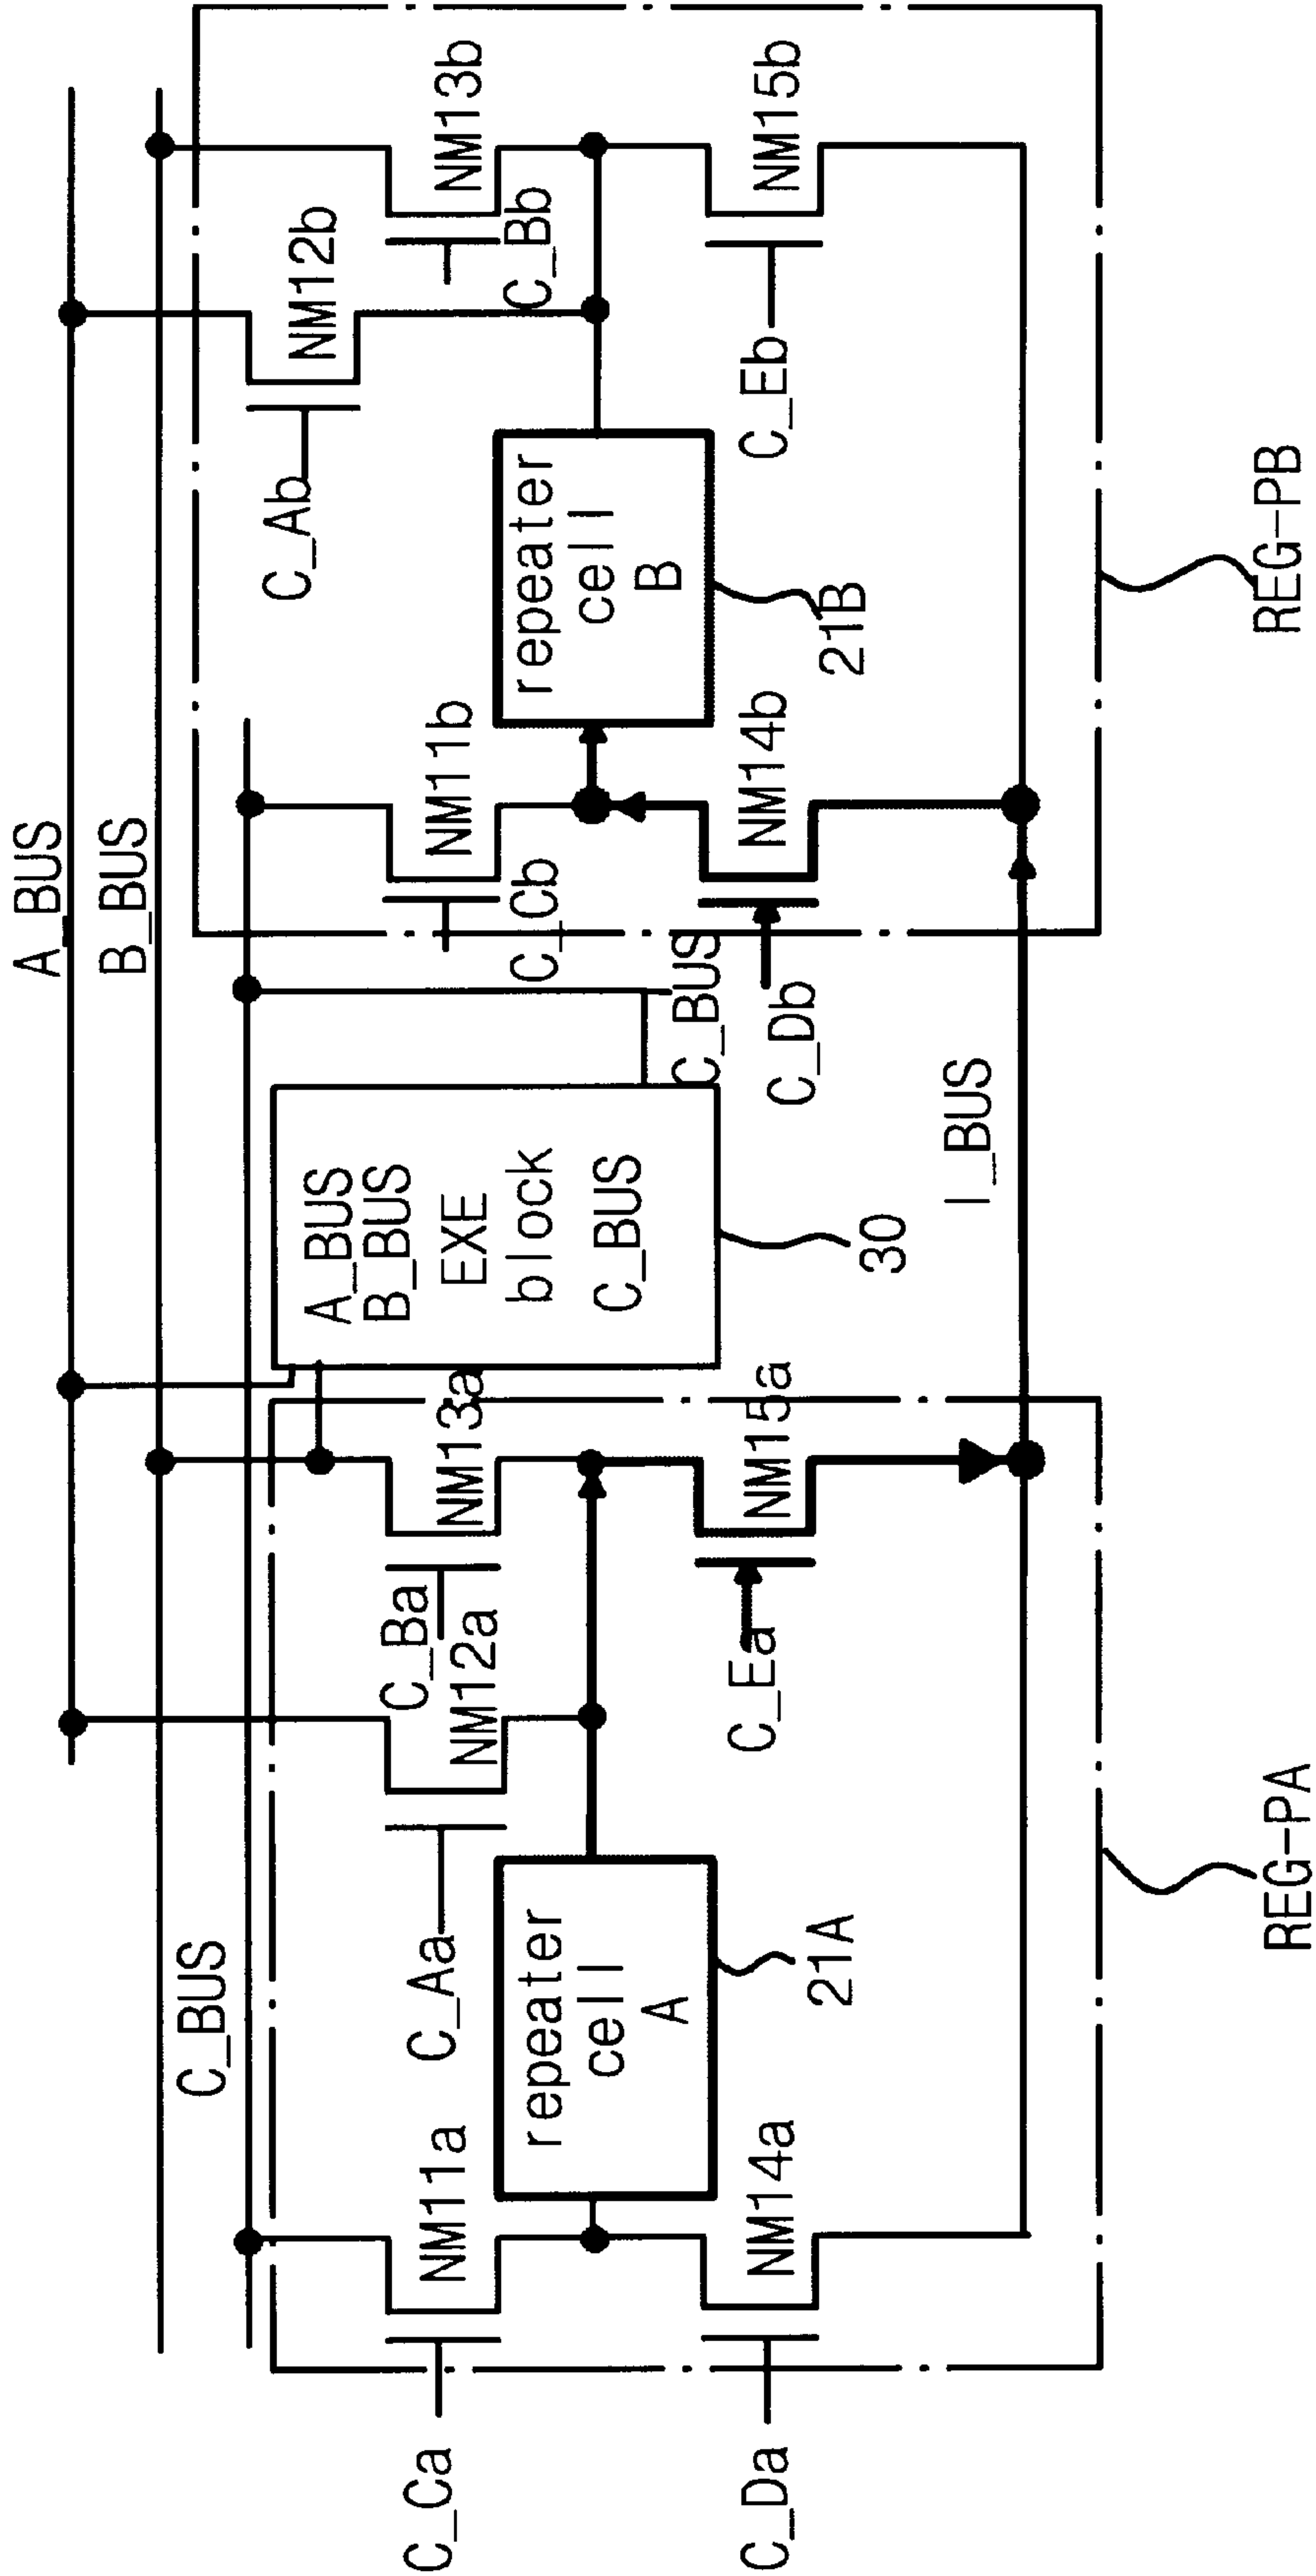 A_BUS
B_BUS
C_BUS
C_Ca
NM11a
C_Aa
NM12a
C_Ba
NM13a
A_BUS
B_BUS
EXE
block
C_BUS
30
C_BUS
C_Cb
NM11b
C_Ab
NM12b
C_Bb
NM13b
repeater
cell
A
21A
repeater
cell
B
21B
C_Da
NM14a
C_Ea
NM15a
C_Db
NM14b
C_Eb
NM15b
I_BUS
REG-PA
REG-PB